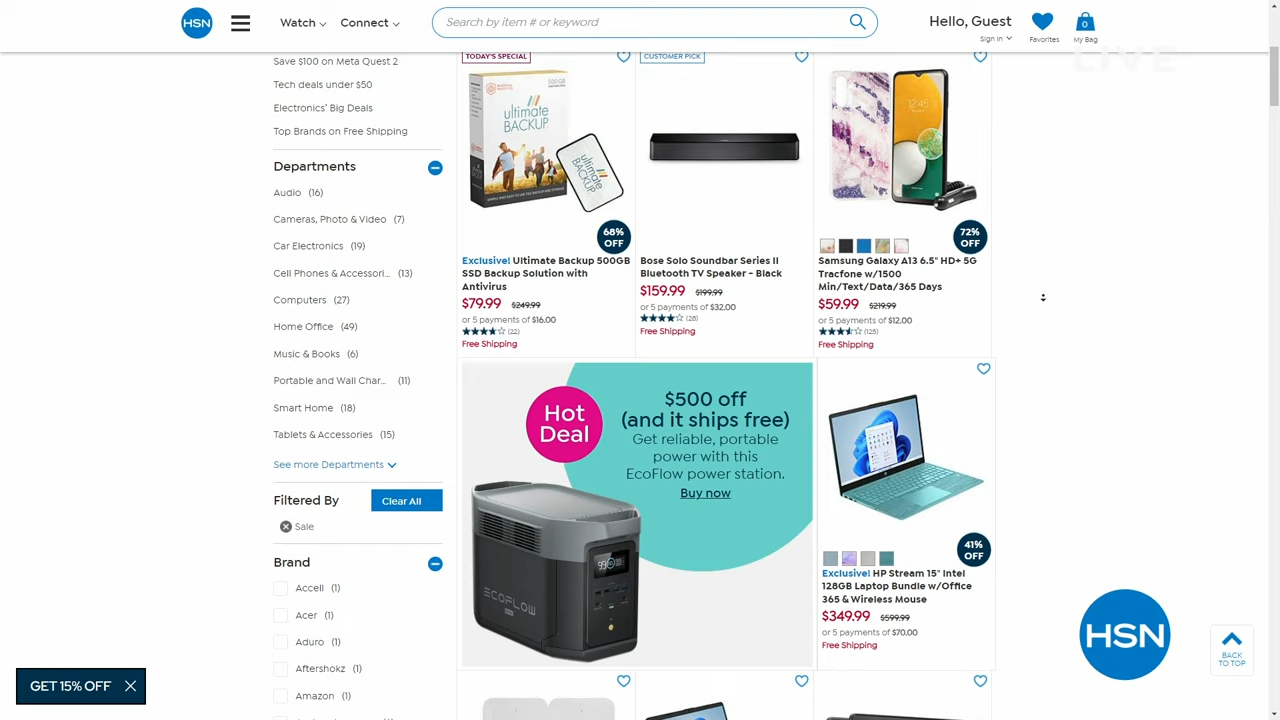 HSN
Watch
Connect
Search by item # or keyword
Hello, Guest
Sign In
Favorites
0
My Bag
LIVE
Save $100 on Meta Quest 2
Tech deals under $50
Electronics' Big Deals
Top Brands on Free Shipping
Departments
Audio (16)
Cameras, Photo & Video (7)
Car Electronics (19)
Cell Phones & Accessori... (13)
Computers (27)
Home Office (49)
Music & Books (6)
Portable and Wall Char... (11)
Smart Home (18)
Tablets & Accessories (15)
See more Departments
Filtered By
Clear All
Sale
Brand
Accell (1)
Acer (1)
Aduro (1)
Aftershokz (1)
Amazon (1)
TODAY'S SPECIAL
500 GB
ultimate
BACKUP
ultimate
BACKUP
68%
OFF
Exclusive! Ultimate Backup 500GB
SSD Backup Solution with
Antivirus
$79.99 $249.99
or 5 payments of $16.00
(22)
Free Shipping
CUSTOMER PICK
Bose Solo Soundbar Series II
Bluetooth TV Speaker - Black
$159.99 $199.99
or 5 payments of $32.00
(28)
Free Shipping
12:45
72%
OFF
Samsung Galaxy A13 6.5" HD+ 5G
Tracfone w/1500
Min/Text/Data/365 Days
$59.99 $219.99
or 5 payments of $12.00
(125)
Free Shipping
Hot
Deal
$500 off
(and it ships free)
Get reliable, portable
power with this
EcoFlow power station.
Buy now
ECOFLOW
41%
OFF
Exclusive! HP Stream 15" Intel
128GB Laptop Bundle w/Office
365 & Wireless Mouse
$349.99 $599.99
or 5 payments of $70.00
Free Shipping
HSN
BACK
TO TOP
GET 15% OFF